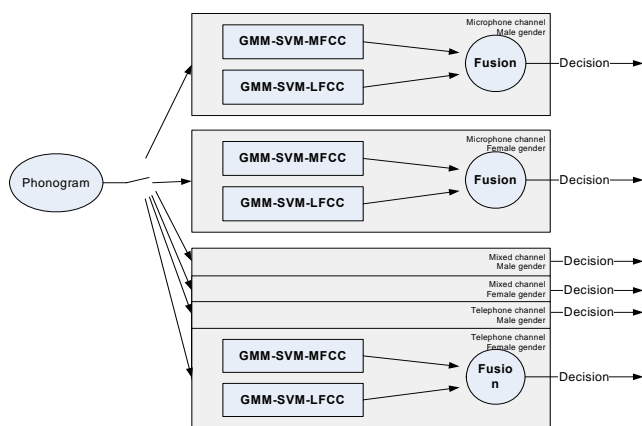 Microphone channel
Male gender
GMM-SVM-MFCC
Fusion
Decision
GMM-SVM-LFCC
Microphone channel
Female gender
GMM-SVM-MFCC
Phonogram
Fusion
Decision
GMM-SVM-LFCC
Mixed channel
Male gender
Decision
Mixed channel
Female gender
Decision
Telephone channel
Male gender
Decision
Telephone channel
Female gender
GMM-SVM-MFCC
Fusio
n
Decision
GMM-SVM-LFCC